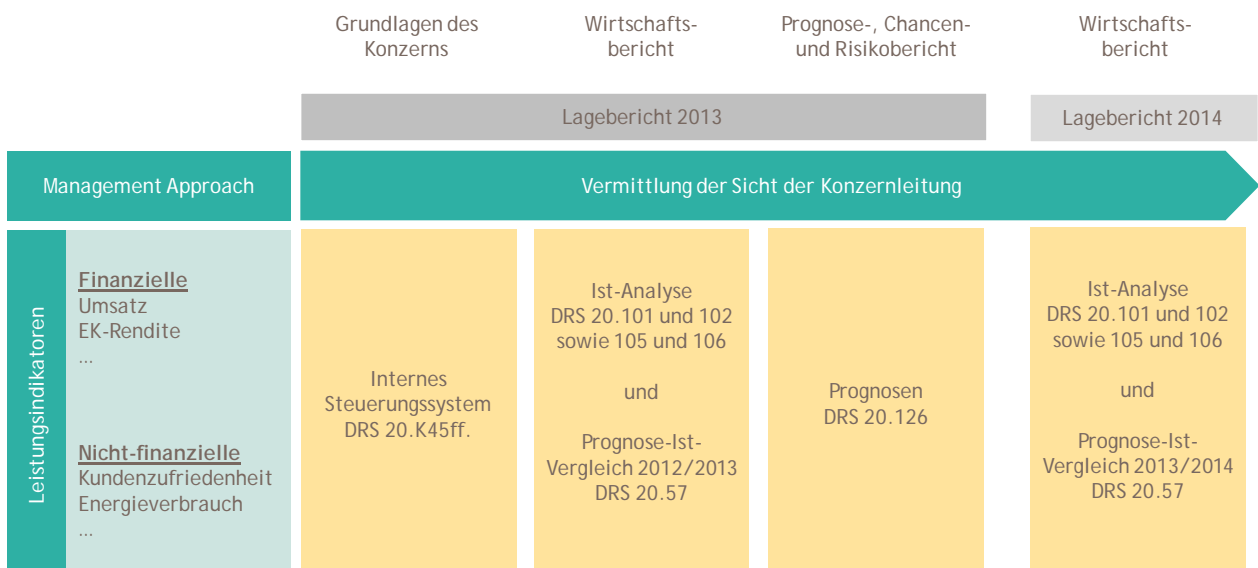 Grundlagen des
Konzerns
Wirtschafts-
bericht
Prognose-, Chancen-
und Risikobericht
Wirtschafts-
bericht
Lagebericht 2013
Lagebericht 2014
Management Approach
Vermittlung der Sicht der Konzernleitung
Leistungsindikatoren
Finanzielle
Umsatz
EK-Rendite
...
Nicht-finanzielle
Kundenzufriedenheit
Energieverbrauch
...
Internes
Steuerungssystem
DRS 20.K45ff.
Ist-Analyse
DRS 20.101 und 102
sowie 105 und 106
und
Prognose-Ist-
Vergleich 2012/2013
DRS 20.57
Prognosen
DRS 20.126
Ist-Analyse
DRS 20.101 und 102
sowie 105 und 106
und
Prognose-Ist-
Vergleich 2013/2014
DRS 20.57